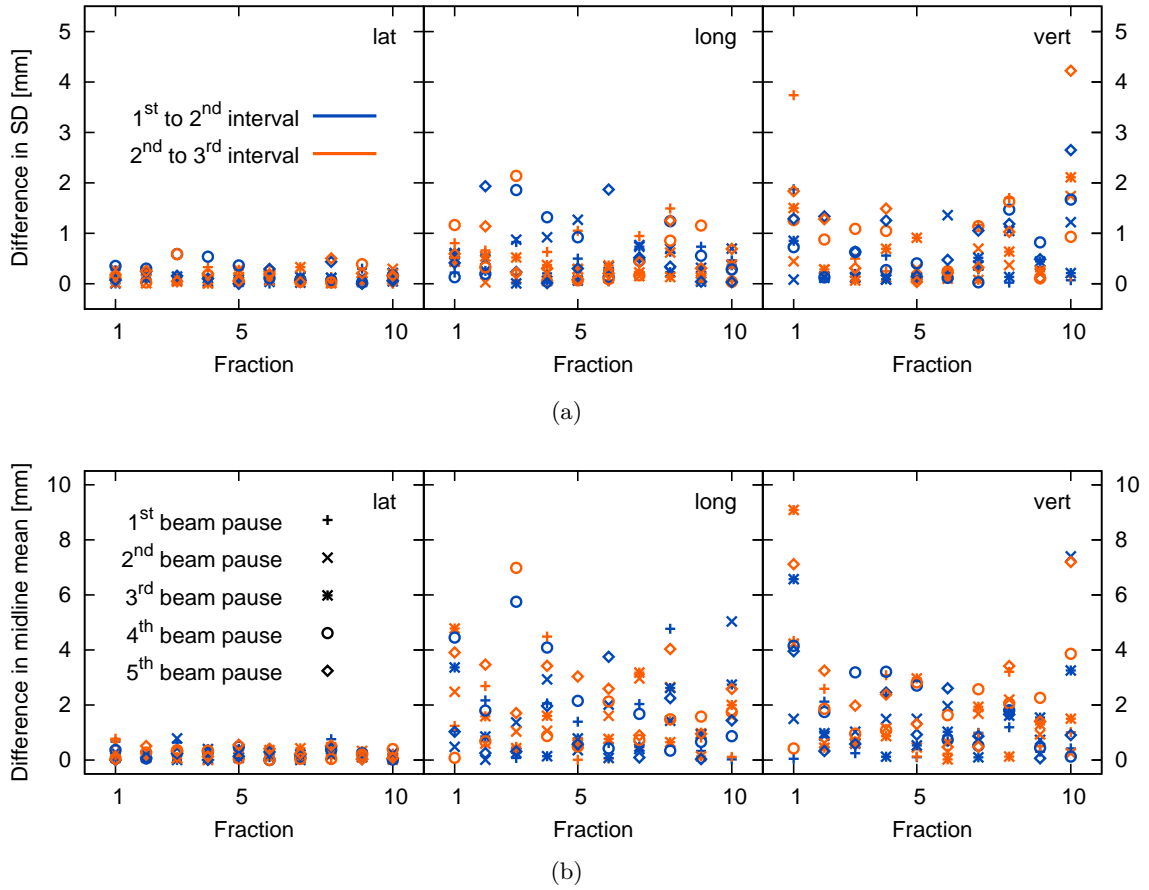 5 lat long vert 5
4 4
3 1st to 2nd interval 3
2 2nd to 3rd interval 2
1 1
0 0
Difference in SD [mm]
1 5 10 1 5 10 1 5 10
Fraction Fraction Fraction
(a)
10 lat long vert 10
8 1st beam pause 8
2nd beam pause
6 3rd beam pause 6
4 4th beam pause 4
5th beam pause
2 2
0 0
Difference in midline mean [mm]
1 5 10 1 5 10 1 5 10
Fraction Fraction Fraction
(b)